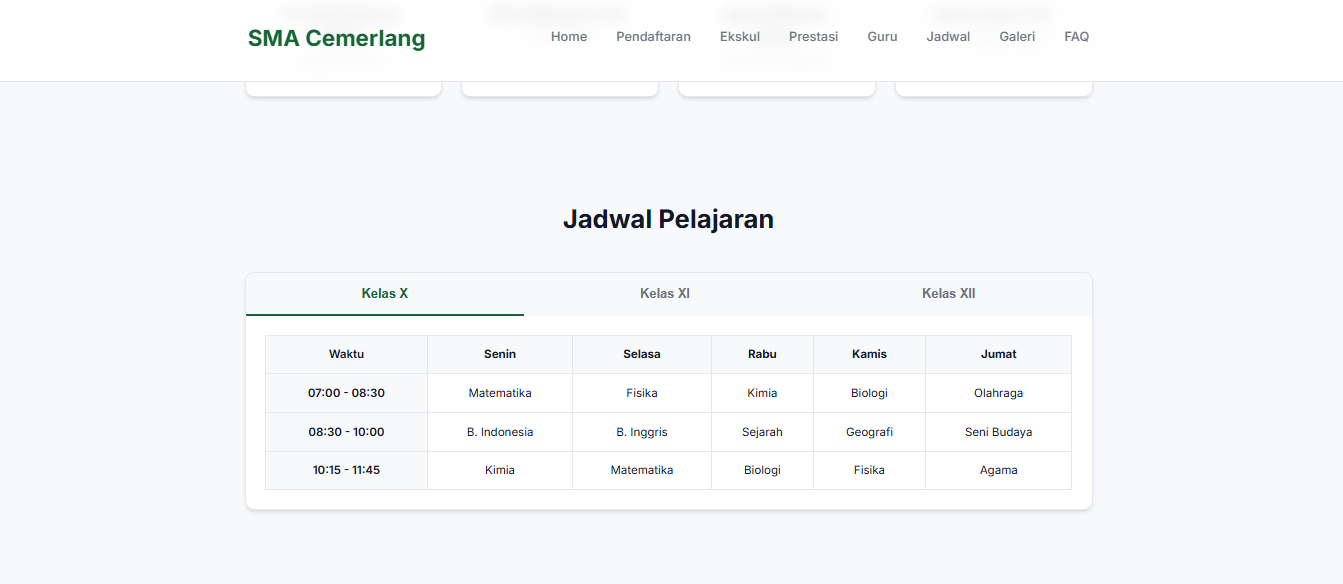 SMA Cemerlang Home Pendaftaran Ekskul Prestasi Guru Jadwal Galeri FAQ
Jadwal Pelajaran
Kelas X Kelas XI Kelas XII
Waktu Senin Selasa Rabu Kamis Jumat
07:00 - 08:30 Matematika Fisika Kimia Biologi Olahraga
08:30 - 10:00 B. Indonesia B. Inggris Sejarah Geografi Seni Budaya
10:15 - 11:45 Kimia Matematika Biologi Fisika Agama